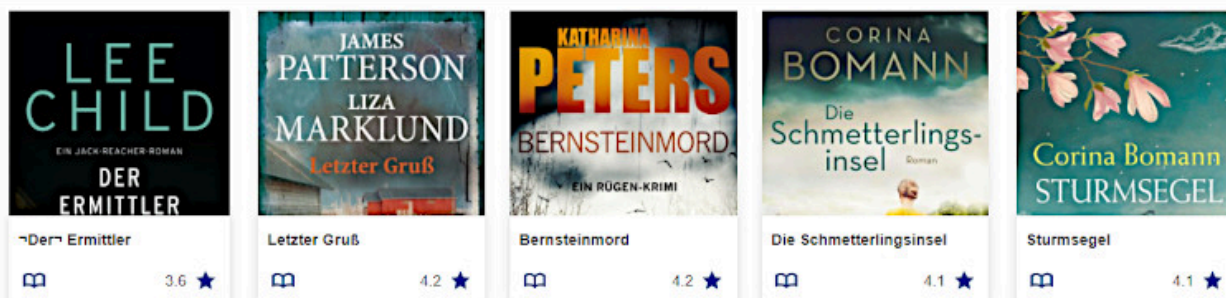 LEE
CHILD
EIN JACK-REACHER-ROMAN
DER
ERMITTLER
¬Der¬ Ermittler
3.6
JAMES
PATTERSON
LIZA
MARKLUND
Letzter Gruß
Letzter Gruß
4.2
KATHARINA
PETERS
BERNSTEINMORD
EIN RÜGEN-KRIMI
Bernsteinmord
4.2
CORINA
BOMANN
Die
Schmetterlings-
insel
Roman
Die Schmetterlingsinsel
4.1
Corina Bomann
STURMSEGEL
Sturmsegel
4.1